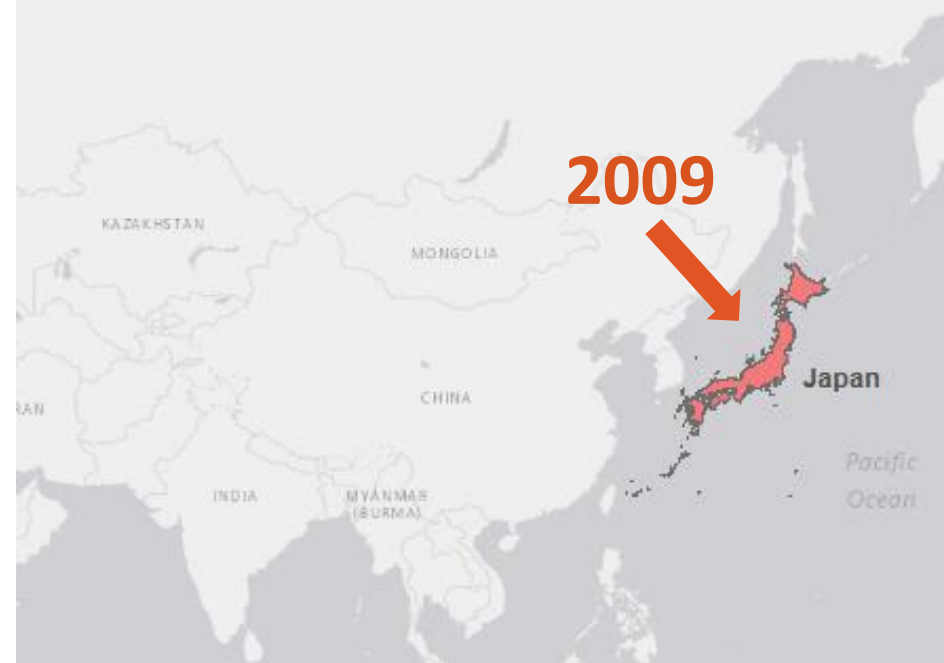 2009
KAZAKHSTAN
MONGOLIA
Japan
CHINA
RAN
Pacific
Ocean
INDIA
MYANMAR
(BURMA)